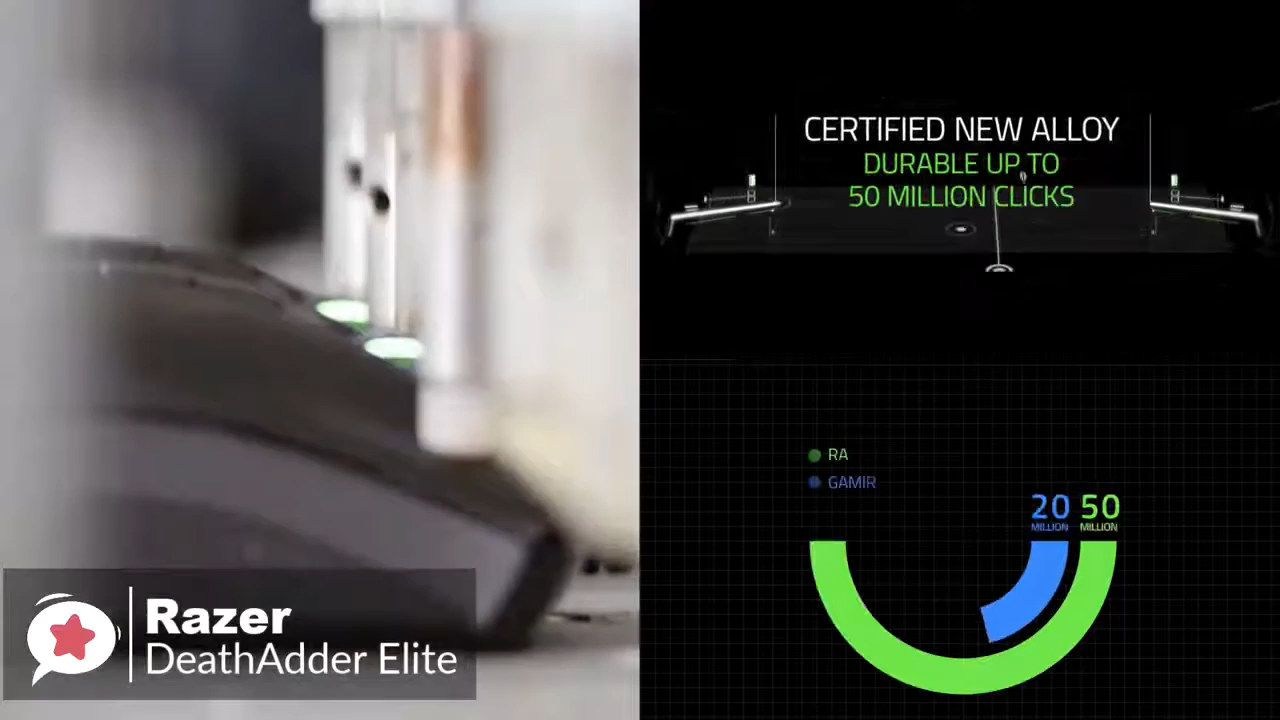 CERTIFIED NEW ALLOY
DURABLE UP TO
50 MILLION CLICKS
RA
GAMIR
20 50
MILLION MILLION
Razer
DeathAdder Elite